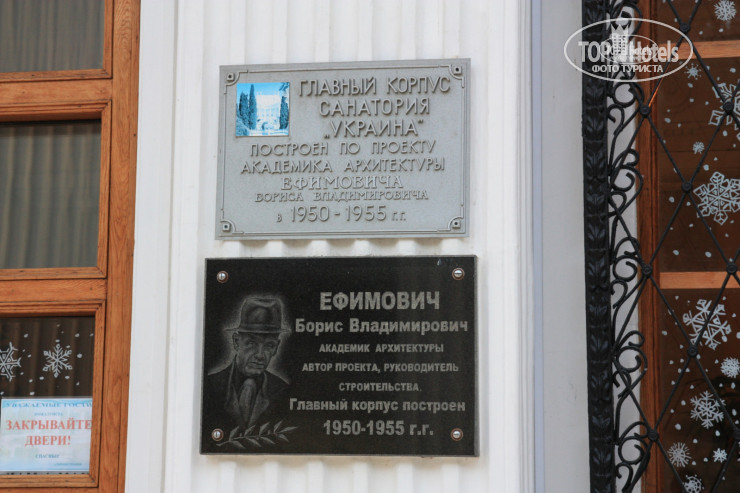 TOP Hotels
ФОТО ТУРИСТА
ГЛАВНЫЙ КОРПУС
САНАТОРИЯ
"УКРАИНА"
ПОСТРОЕН ПО ПРОЕКТУ
АКАДЕМИКА АРХИТЕКТУРЫ
ЕФИМОВИЧА
БОРИСА ВЛАДИМИРОВИЧА
В 1950-1955 г.г.
ЕФИМОВИЧ
Борис Владимирович
АКАДЕМИК АРХИТЕКТУРЫ
АВТОР ПРОЕКТА, РУКОВОДИТЕЛЬ
СТРОИТЕЛЬСТВА.
Главный корпус построен
1950-1955 г.г.
ЗАКРЫВАЙТЕ
ДВЕРИ!